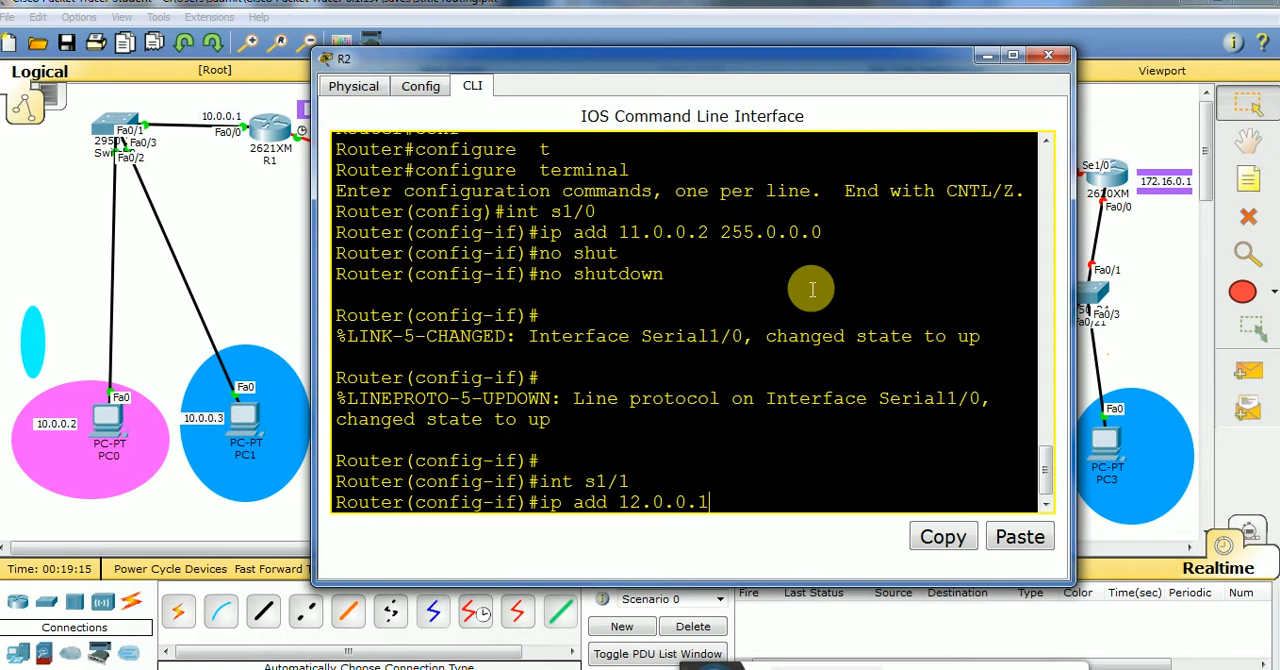 File Edit Options View Tools Extensions Help
Logical
[Root]
Viewport
R2
Physical Config CLI
IOS Command Line Interface
Router#configure t
Router#configure terminal
Enter configuration commands, one per line. End with CNTL/Z.
Router(config)#int s1/0
Router(config-if)#ip add 11.0.0.2 255.0.0.0
Router(config-if)#no shut
Router(config-if)#no shutdown
Router(config-if)#
%LINK-5-CHANGED: Interface Serial1/0, changed state to up
Router(config-if)#
%LINEPROTO-5-UPDOWN: Line protocol on Interface Serial1/0,
changed state to up
Router(config-if)#
Router(config-if)#int s1/1
Router(config-if)#ip add 12.0.0.1
Copy Paste
10.0.0.1
Fa0/1
Fa0/0
Fa0/3
Fa0/2
2621XM
R1
Fa0
10.0.0.2
PC-PT
PC0
Fa0
10.0.0.3
PC-PT
PC1
Se1/0
172.16.0.1
Fa0/0
Fa0/1
Fa0/3
Fa0
PC-PT
PC3
Time: 00:19:15 Power Cycle Devices Fast Forward
Realtime
Connections
Automatically Choose Connection Type
Scenario 0
New Delete
Toggle PDU List Window
Fire Last Status Source Destination Type Color Time(sec) Periodic Num